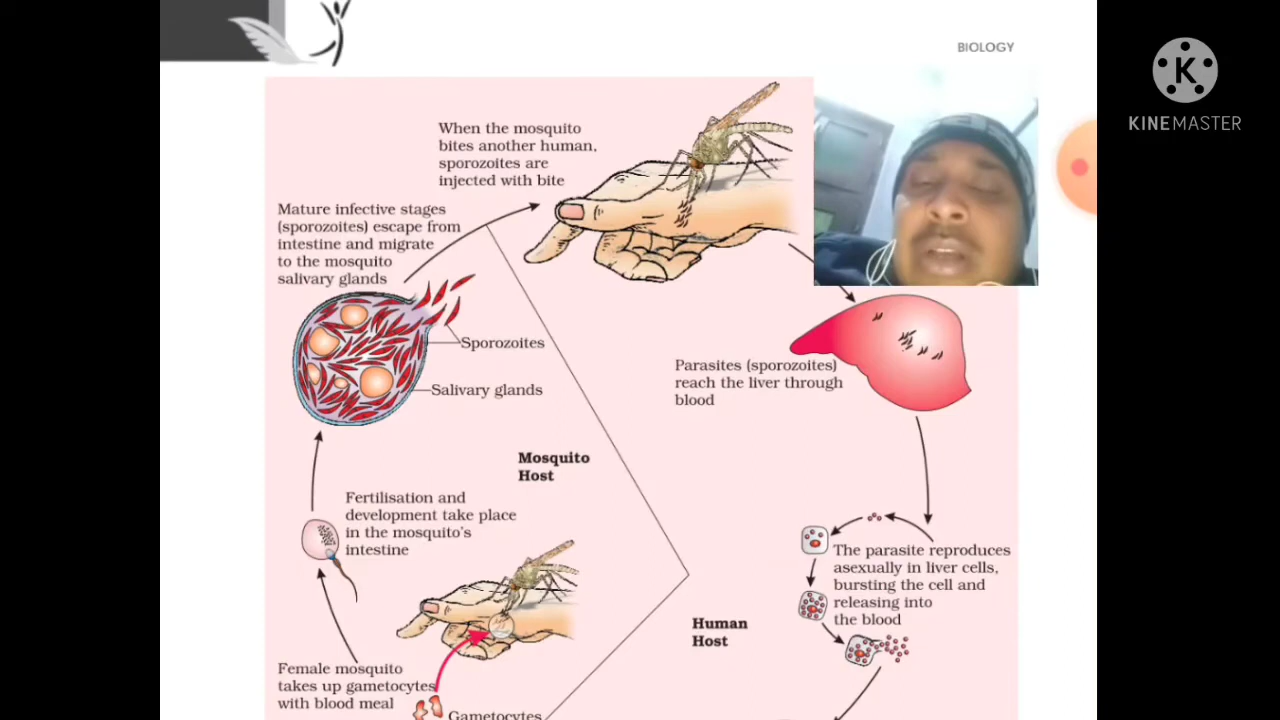 BIOLOGY
K
KINEMASTER
When the mosquito
bites another human,
sporozoites are
injected with bite
Mature infective stages
(sporozoites) escape from
intestine and migrate
to the mosquito
salivary glands
Sporozoites
Salivary glands
Parasites (sporozoites)
reach the liver through
blood
Mosquito
Host
Fertilisation and
development take place
in the mosquito's
intestine
The parasite reproduces
asexually in liver cells,
bursting the cell and
releasing into
the blood
Human
Host
Female mosquito
takes up gametocytes
with blood meal
Gametocytes